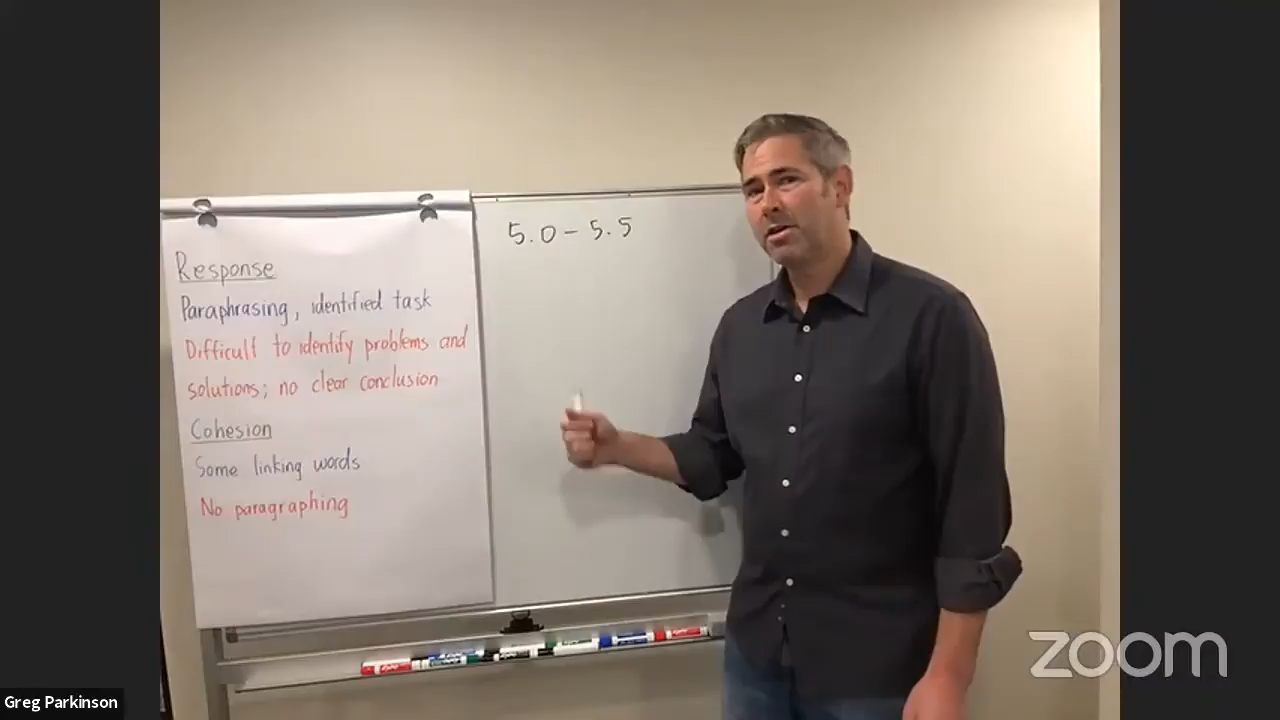 Response
Paraphrasing, identified task
Difficult to identify problems and
solutions; no clear conclusion
Cohesion
Some linking words
No paragraphing
5.0 - 5.5
zoom
Greg Parkinson